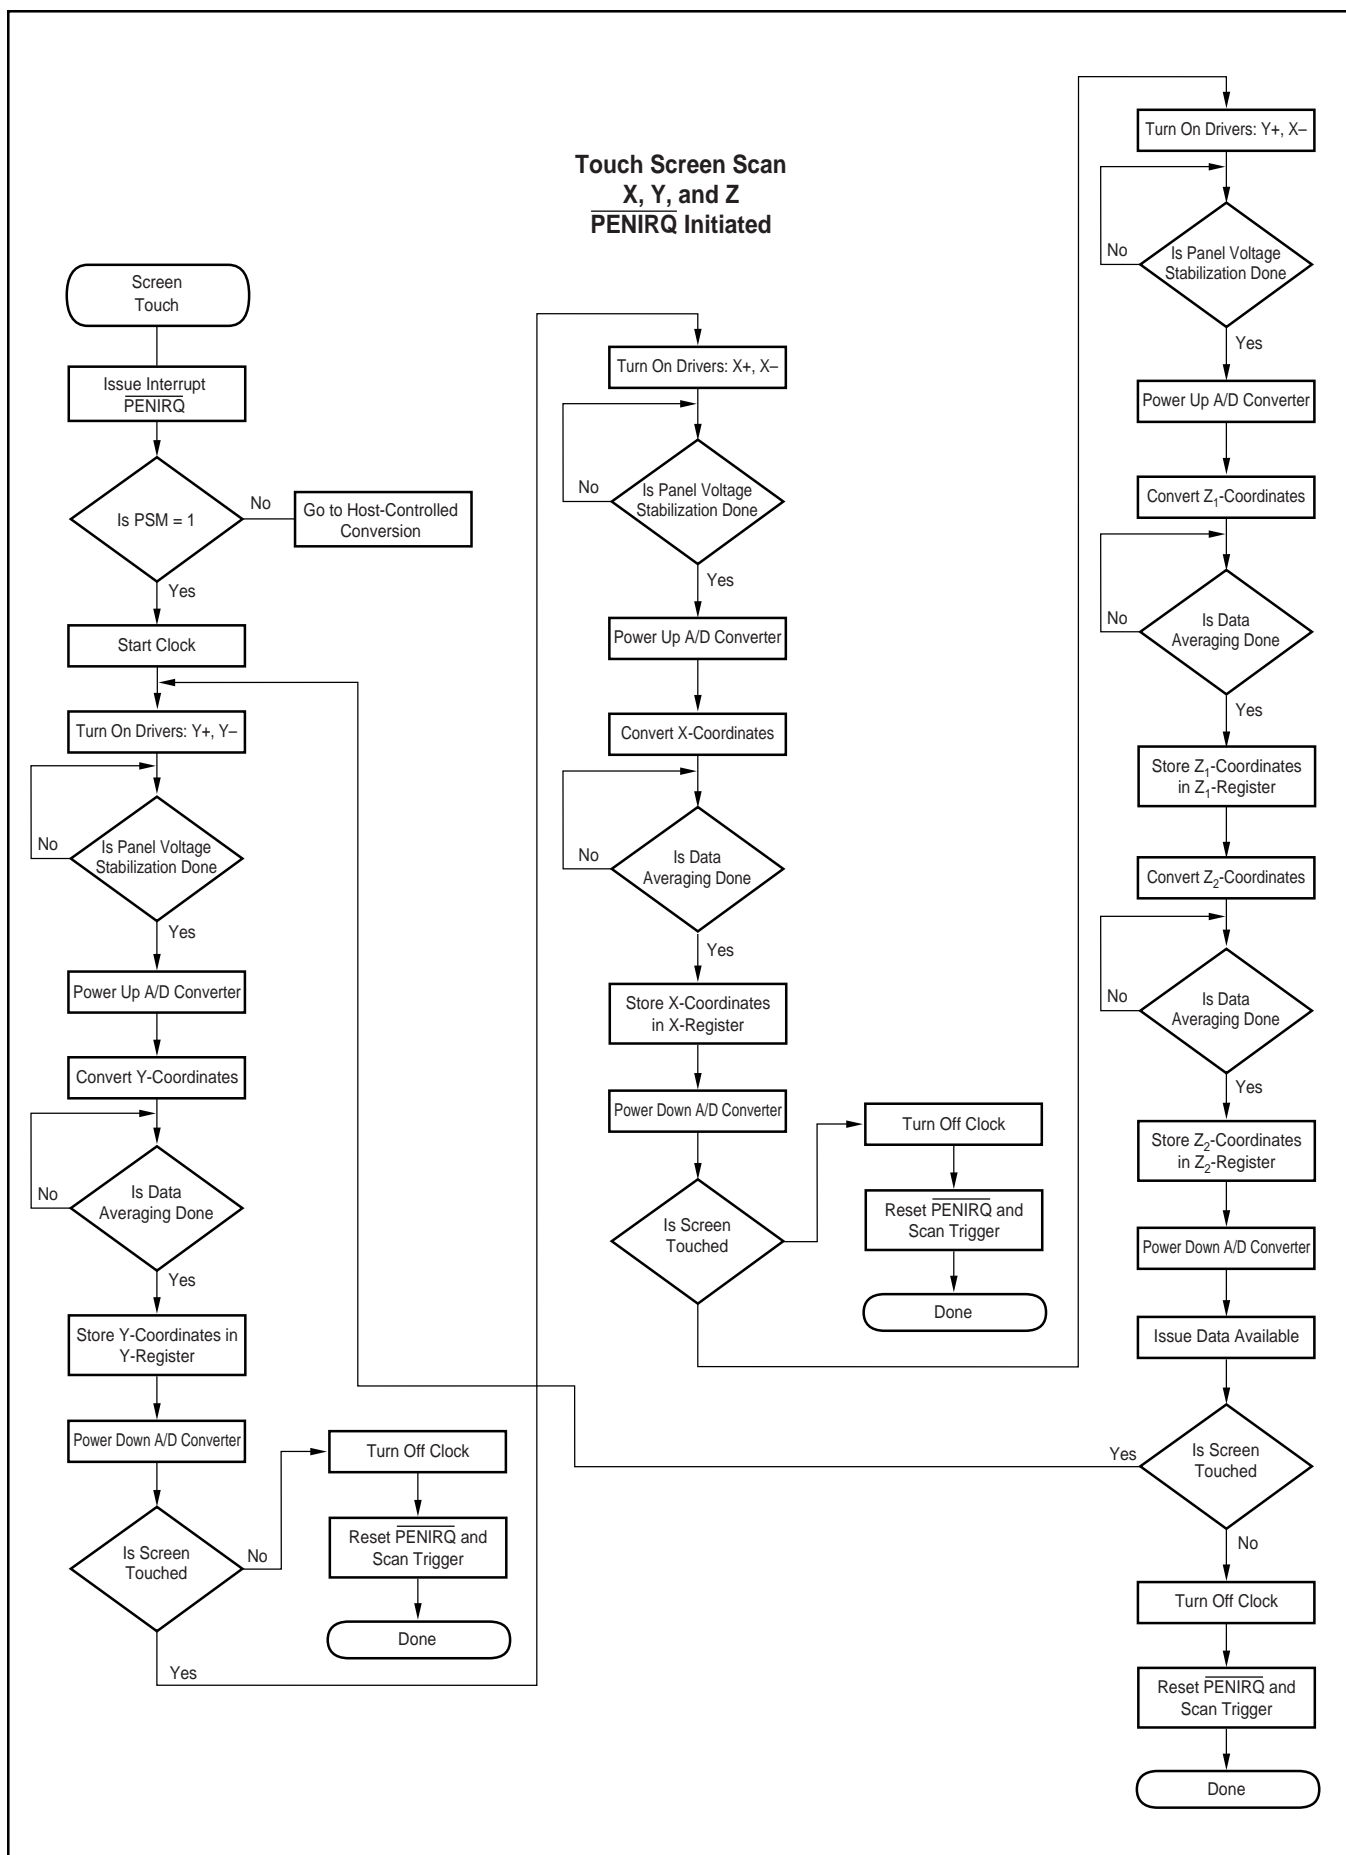 Touch Screen Scan
X, Y, and Z
PENIRQ Initiated
Screen
Touch
Issue Interrupt
PENIRQ
Is PSM = 1
No
Go to Host-Controlled
Conversion
Yes
Start Clock
Turn On Drivers: Y+, Y–
Is Panel Voltage
Stabilization Done
No
Yes
Power Up A/D Converter
Convert Y-Coordinates
Is Data
Averaging Done
No
Yes
Store Y-Coordinates in
Y-Register
Power Down A/D Converter
Is Screen
Touched
No
Turn Off Clock
Reset PENIRQ and
Scan Trigger
Done
Yes
Turn On Drivers: X+, X–
Is Panel Voltage
Stabilization Done
No
Yes
Power Up A/D Converter
Convert X-Coordinates
Is Data
Averaging Done
No
Yes
Store X-Coordinates
in X-Register
Power Down A/D Converter
Is Screen
Touched
Turn Off Clock
Reset PENIRQ and
Scan Trigger
Done
Turn On Drivers: Y+, X–
Is Panel Voltage
Stabilization Done
No
Yes
Power Up A/D Converter
Convert Z1-Coordinates
Is Data
Averaging Done
No
Yes
Store Z1-Coordinates
in Z1-Register
Convert Z2-Coordinates
Is Data
Averaging Done
No
Yes
Store Z2-Coordinates
in Z2-Register
Power Down A/D Converter
Issue Data Available
Is Screen
Touched
Yes
No
Turn Off Clock
Reset PENIRQ and
Scan Trigger
Done